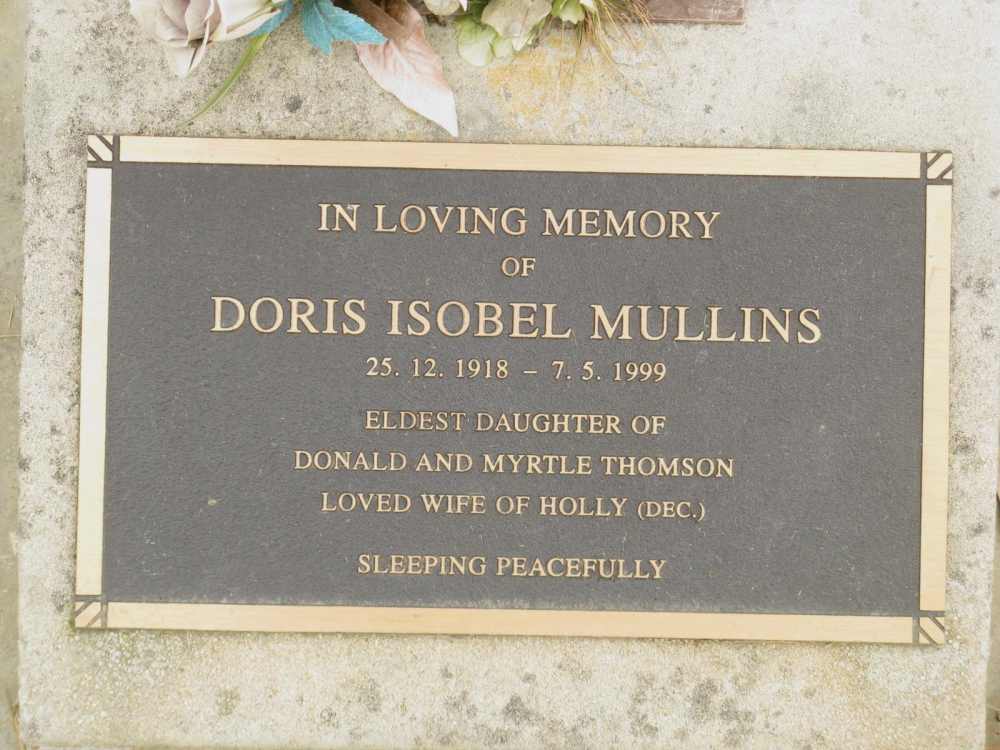 IN LOVING MEMORY
OF
DORIS ISOBEL MULLINS
25. 12. 1918 – 7. 5. 1999
ELDEST DAUGHTER OF
DONALD AND MYRTLE THOMSON
LOVED WIFE OF HOLLY (DEC.)
SLEEPING PEACEFULLY